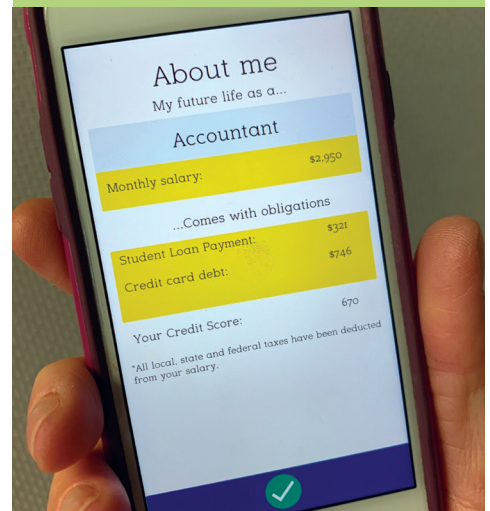 About me
My future life as a...
Accountant
Monthly salary: $2,950
...Comes with obligations
Student Loan Payment: $321
Credit card debt: $746
Your Credit Score: 670
*All local, state and federal taxes have been deducted
from your salary.